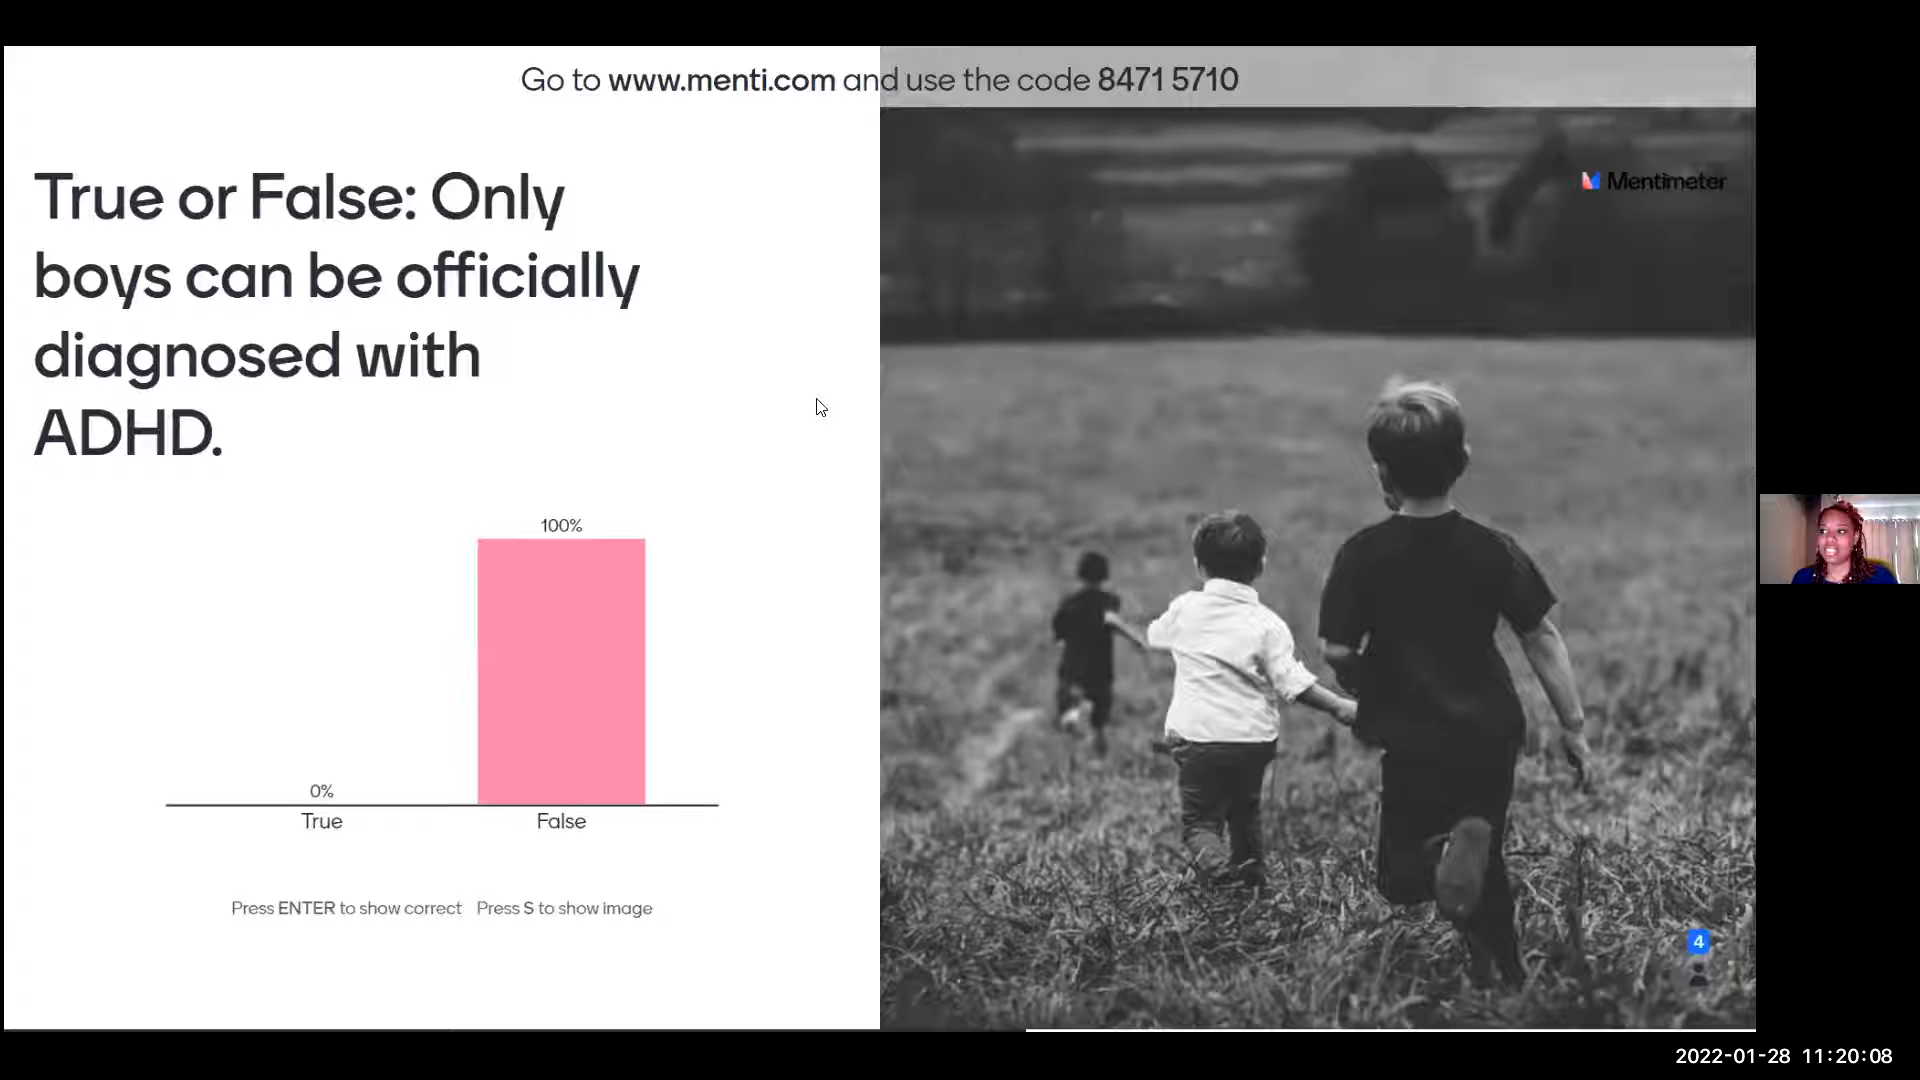 Go to www.menti.com and use the code 8471 5710
Mentimeter
True or False: Only
boys can be officially
diagnosed with
ADHD.
100%
0%
True
False
Press ENTER to show correct Press S to show image
4
2022-01-28 11:20:08